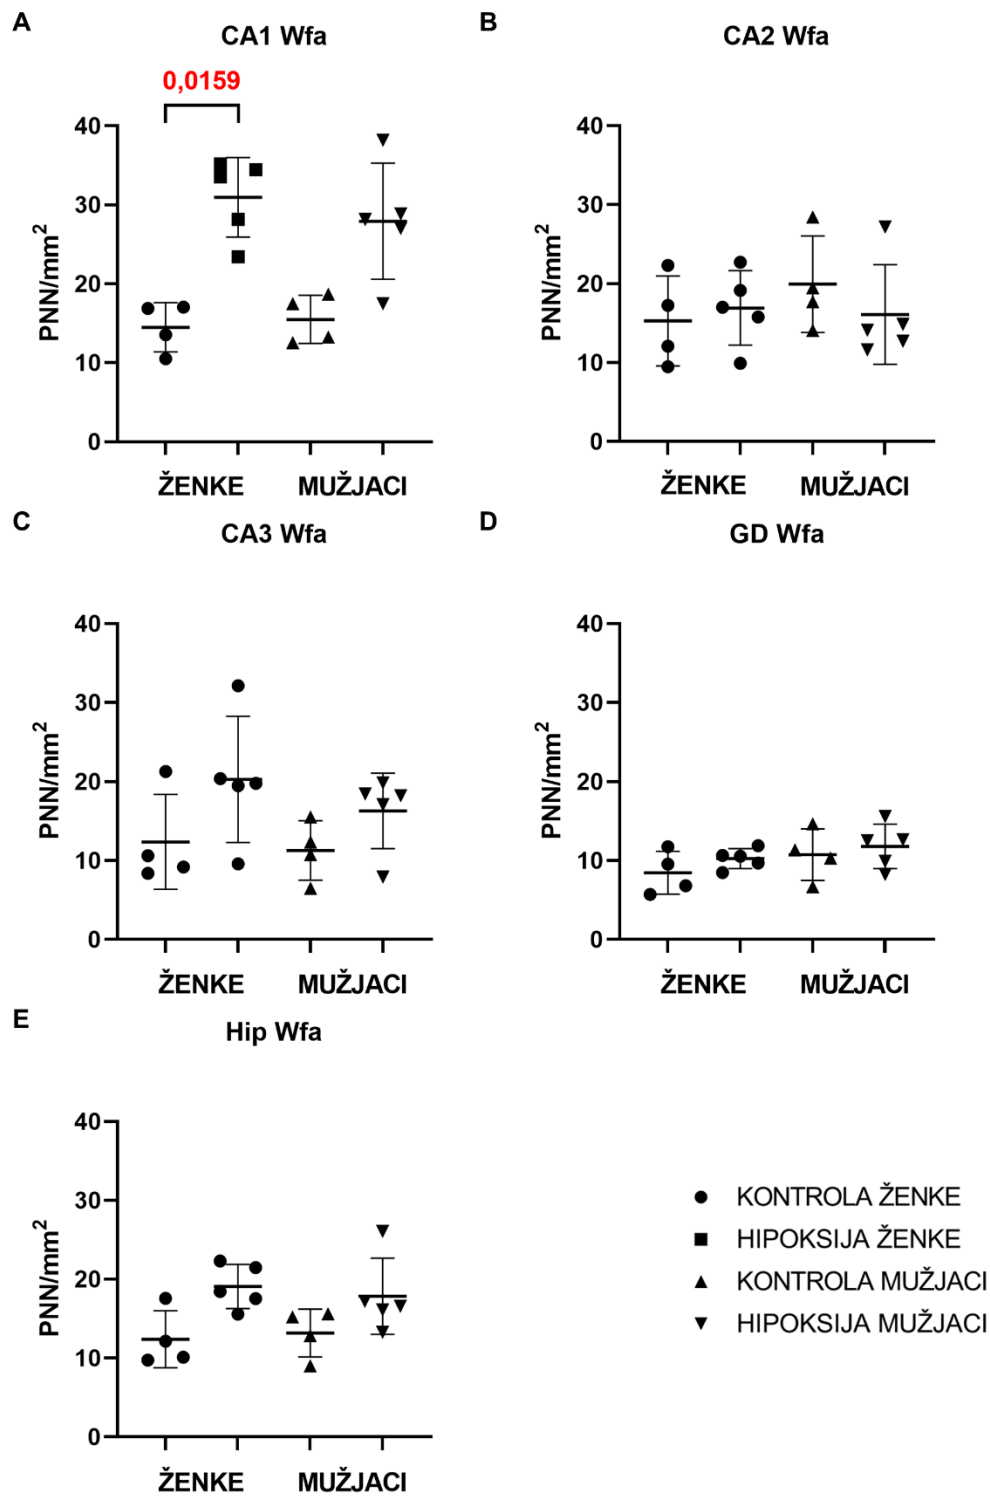 A
CA1 Wfa
0,0159
PNN/mm²
40
30
20
10
0
ŽENKE MUŽJACI
B
CA2 Wfa
PNN/mm²
40
30
20
10
0
ŽENKE MUŽJACI
C
CA3 Wfa
PNN/mm²
40
30
20
10
0
ŽENKE MUŽJACI
D
GD Wfa
PNN/mm²
40
30
20
10
0
ŽENKE MUŽJACI
E
Hip Wfa
PNN/mm²
40
30
20
10
0
ŽENKE MUŽJACI
KONTROLA ŽENKE
HIPOKSIJA ŽENKE
KONTROLA MUŽJACI
HIPOKSIJA MUŽJACI